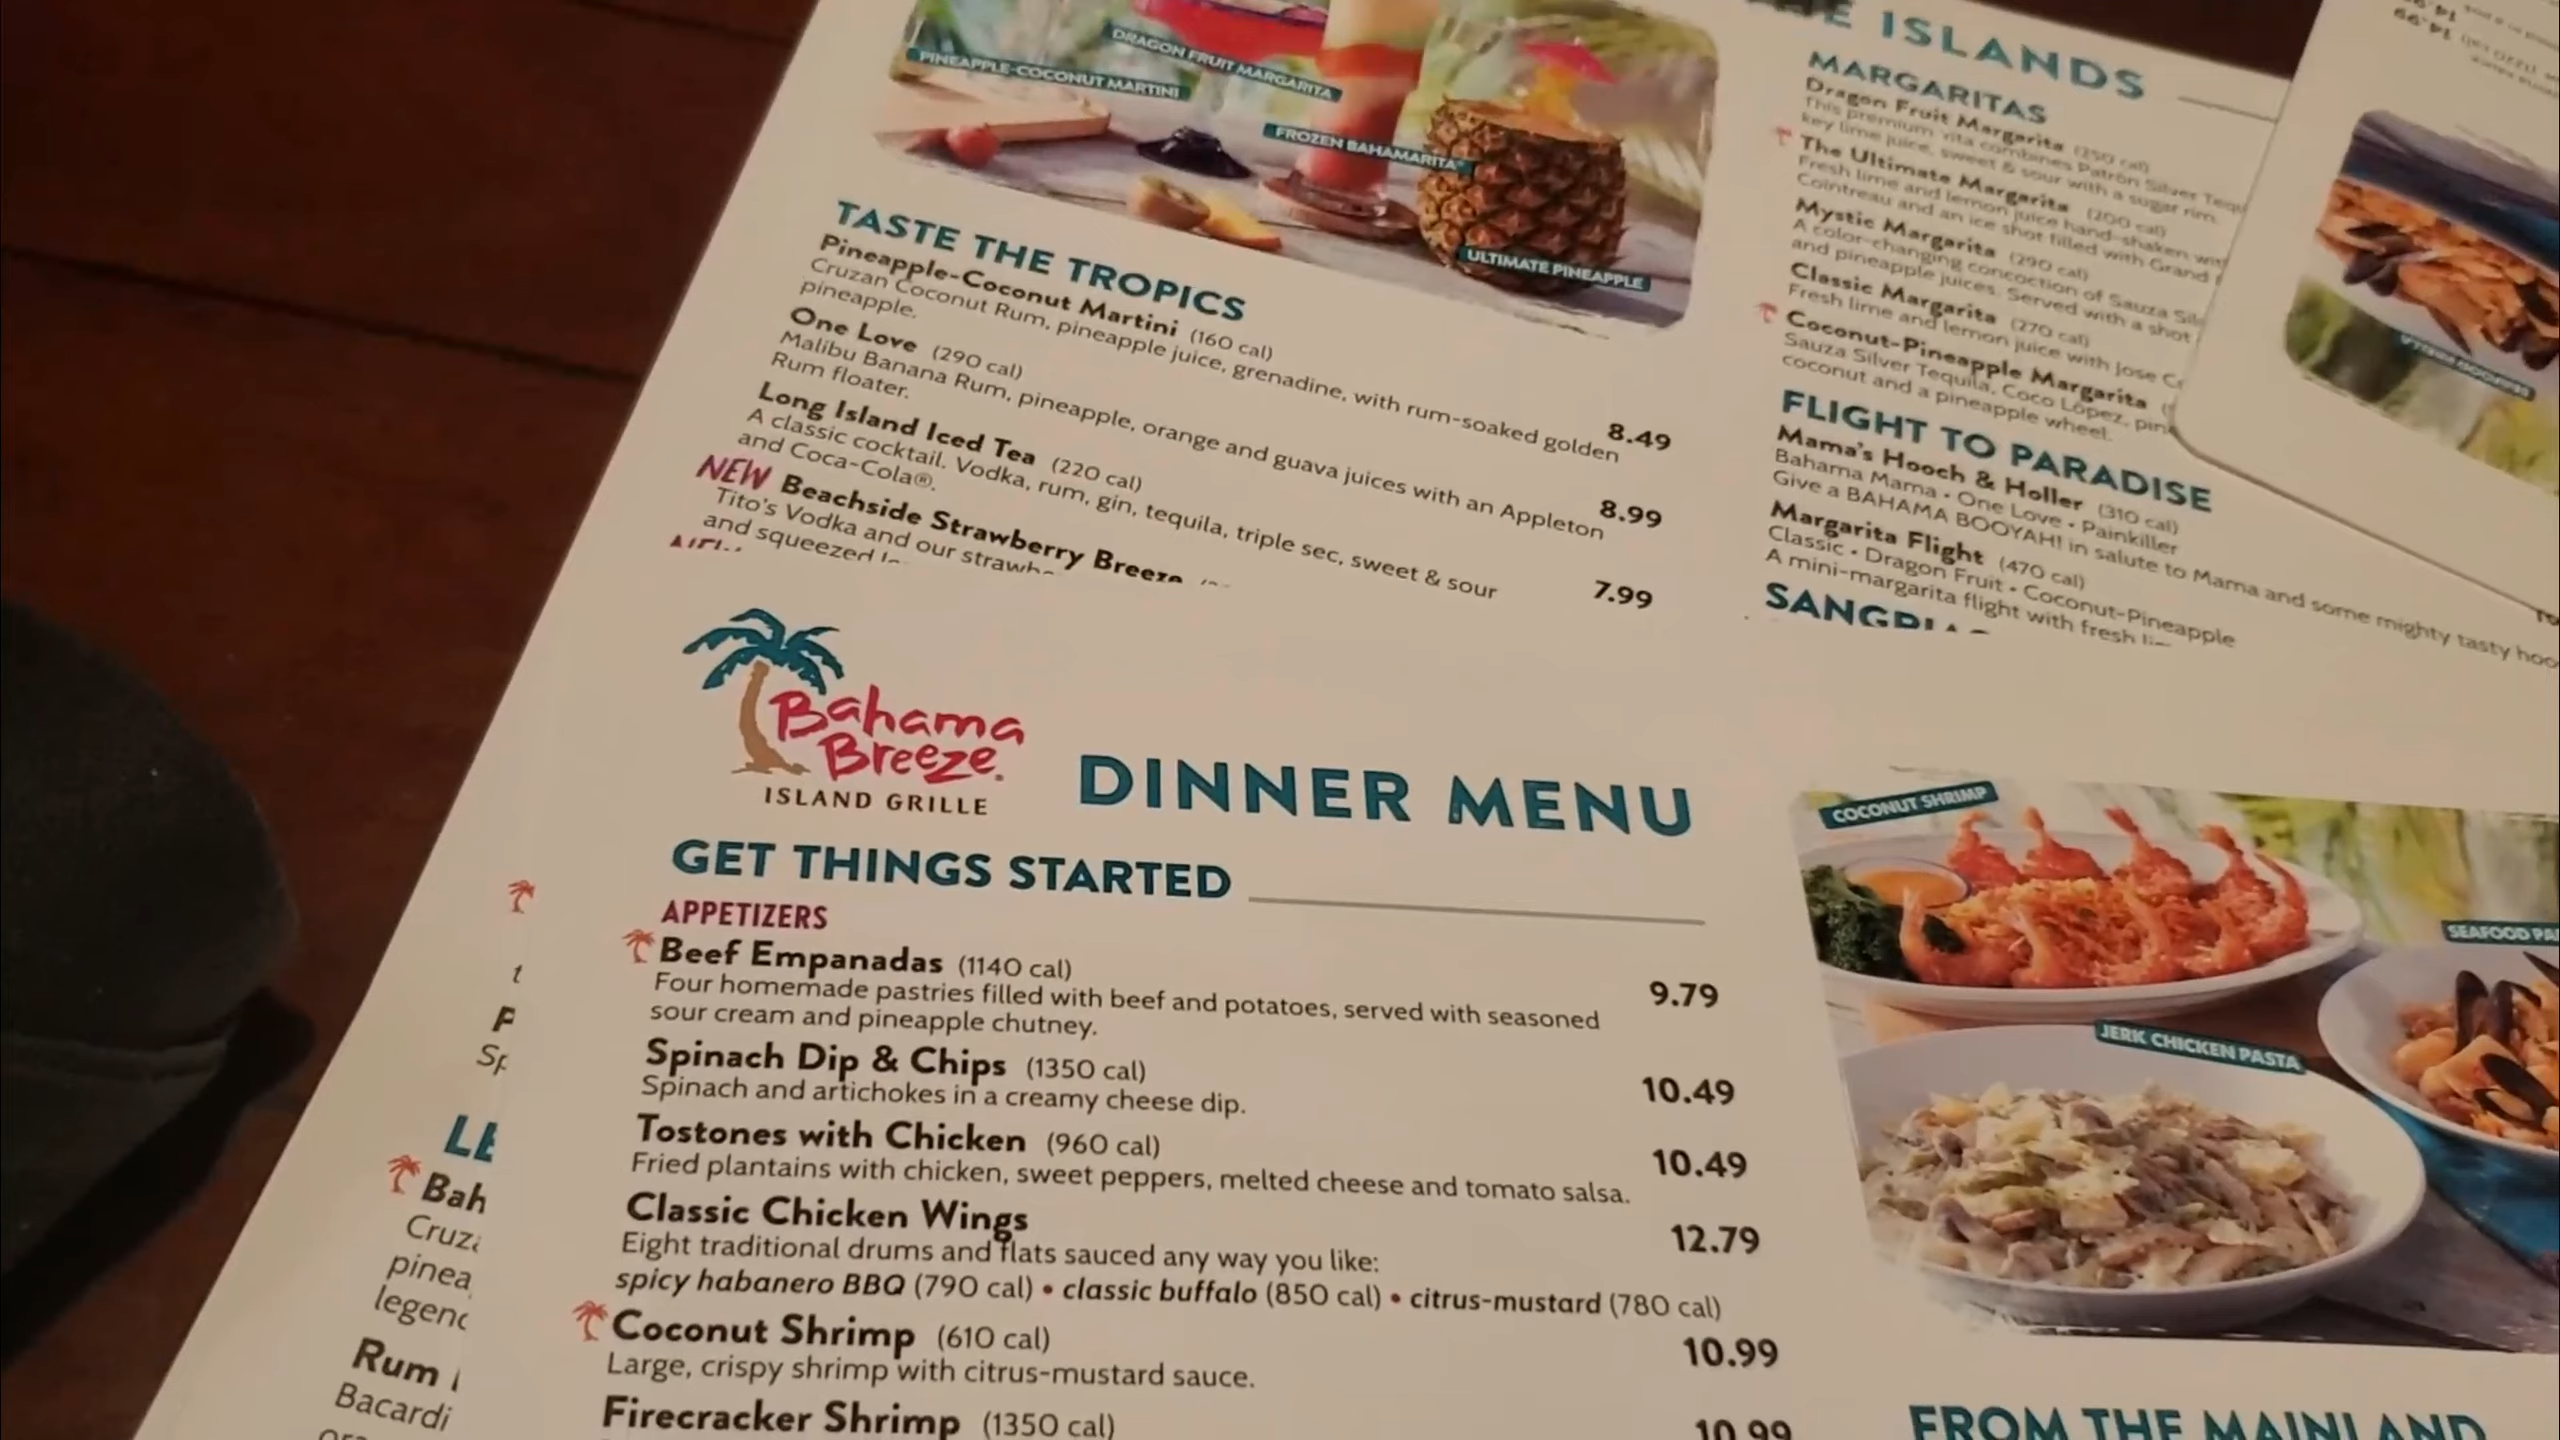 DRAGON FRUIT MARGARITA
PINEAPPLE-COCONUT MARTINI
FROZEN BAHAMARITA
ULTIMATE PINEAPPLE
TASTE THE TROPICS
Pineapple-Coconut Martini (160 cal)
Cruzan Coconut Rum, pineapple juice, grenadine, with rum-soaked golden
pineapple.
8.49
One Love (290 cal)
Malibu Banana Rum, pineapple, orange and guava juices with an Appleton
Rum floater.
8.99
Long Island Iced Tea (220 cal)
A classic cocktail. Vodka, rum, gin, tequila, triple sec, sweet & sour
and Coca-Cola®.
7.99
NEW Beachside Strawberry Breeze
Tito's Vodka and our
and squeezed
ISLANDS
MARGARITAS
Dragon Fruit Margarita (250 cal)
This premium 'rita combines Patrón Silver
key lime juice, sweet & sour with a sugar rim.
The Ultimate Margarita (200 cal)
Fresh lime and lemon juice hand-shaken
Cointreau and an ice shot filled with Grand
Mystic Margarita (290 cal)
A color-changing concoction of Sauza
and pineapple juices. Served with a shot
Classic Margarita (270 cal)
Fresh lime and lemon juice with Jose
Coconut-Pineapple Margarita
Sauza Silver Tequila, Coco López,
coconut and a pineapple wheel.
FLIGHT TO PARADISE
Mama's Hooch & Holler (310 cal)
Bahama Mama • One Love • Painkiller
Give a BAHAMA BOOYAH! in salute to Mama and some mighty tasty
Margarita Flight (470 cal)
Classic • Dragon Fruit • Coconut-Pineapple
A mini-margarita flight with fresh
14.99
Bahama
Breeze
ISLAND GRILLE
DINNER MENU
GET THINGS STARTED
APPETIZERS
Beef Empanadas (1140 cal) 9.79
Four homemade pastries filled with beef and potatoes, served with seasoned
sour cream and pineapple chutney.
Spinach Dip & Chips (1350 cal) 10.49
Spinach and artichokes in a creamy cheese dip.
Tostones with Chicken (960 cal) 10.49
Fried plantains with chicken, sweet peppers, melted cheese and tomato salsa.
Classic Chicken Wings 12.79
Eight traditional drums and flats sauced any way you like:
spicy habanero BBQ (790 cal) • classic buffalo (850 cal) • citrus-mustard (780 cal)
Coconut Shrimp (610 cal) 10.99
Large, crispy shrimp with citrus-mustard sauce.
Firecracker Shrimp (1350 cal) 10.99
COCONUT SHRIMP
SEAFOOD
JERK CHICKEN PASTA
FROM THE MAINLAND
Bah
Rum
Bacardi